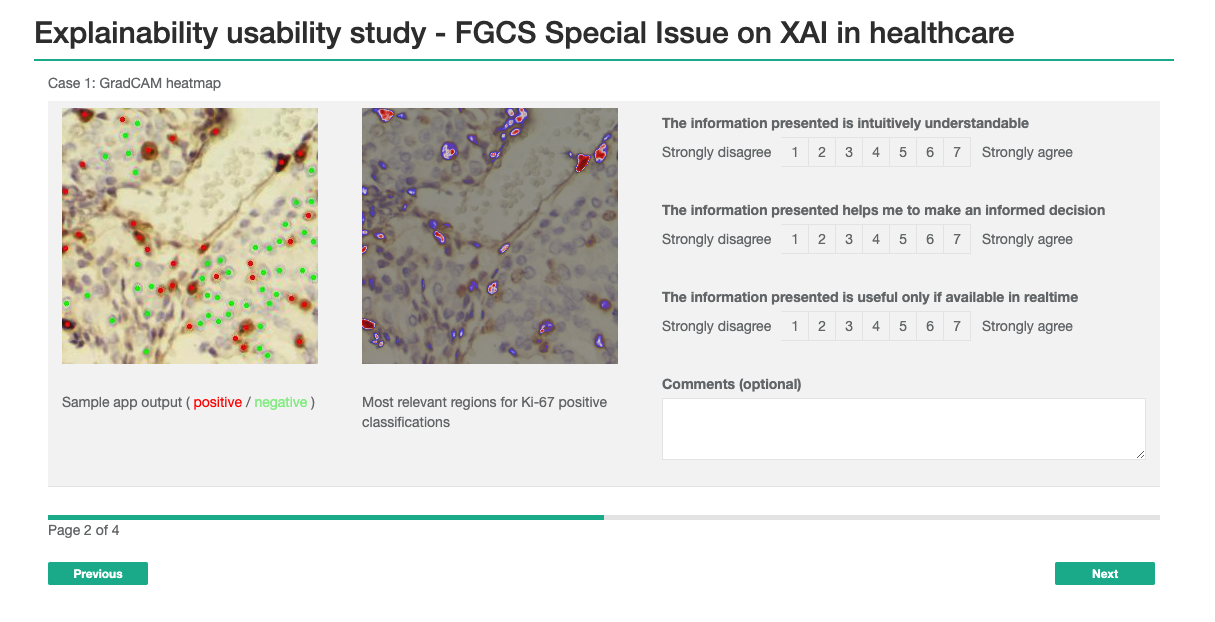 Explainability usability study - FGCS Special Issue on XAI in healthcare
Case 1: GradCAM heatmap
Sample app output ( positive / negative )
Most relevant regions for Ki-67 positive
classifications
The information presented is intuitively understandable
Strongly disagree 1 2 3 4 5 6 7 Strongly agree
The information presented helps me to make an informed decision
Strongly disagree 1 2 3 4 5 6 7 Strongly agree
The information presented is useful only if available in realtime
Strongly disagree 1 2 3 4 5 6 7 Strongly agree
Comments (optional)
Page 2 of 4
Previous
Next